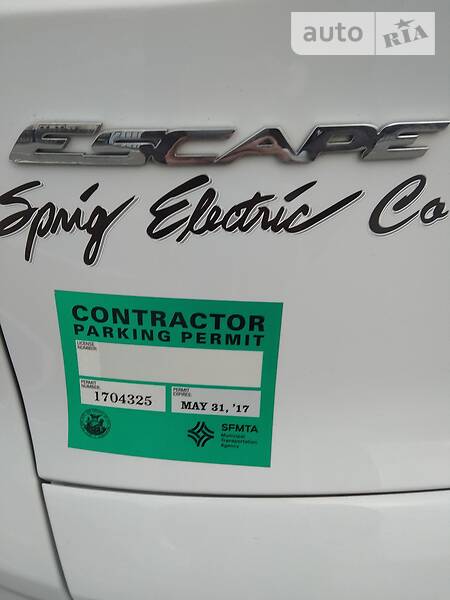 auto RIA
ESCAPE
Sprig Electric Co
CONTRACTOR
PARKING PERMIT
LICENSE
NUMBER:
PERMIT
NUMBER:
1704325
PERMIT
EXPIRES:
MAY 31, '17
SFMTA
Municipal
Transportation
Agency